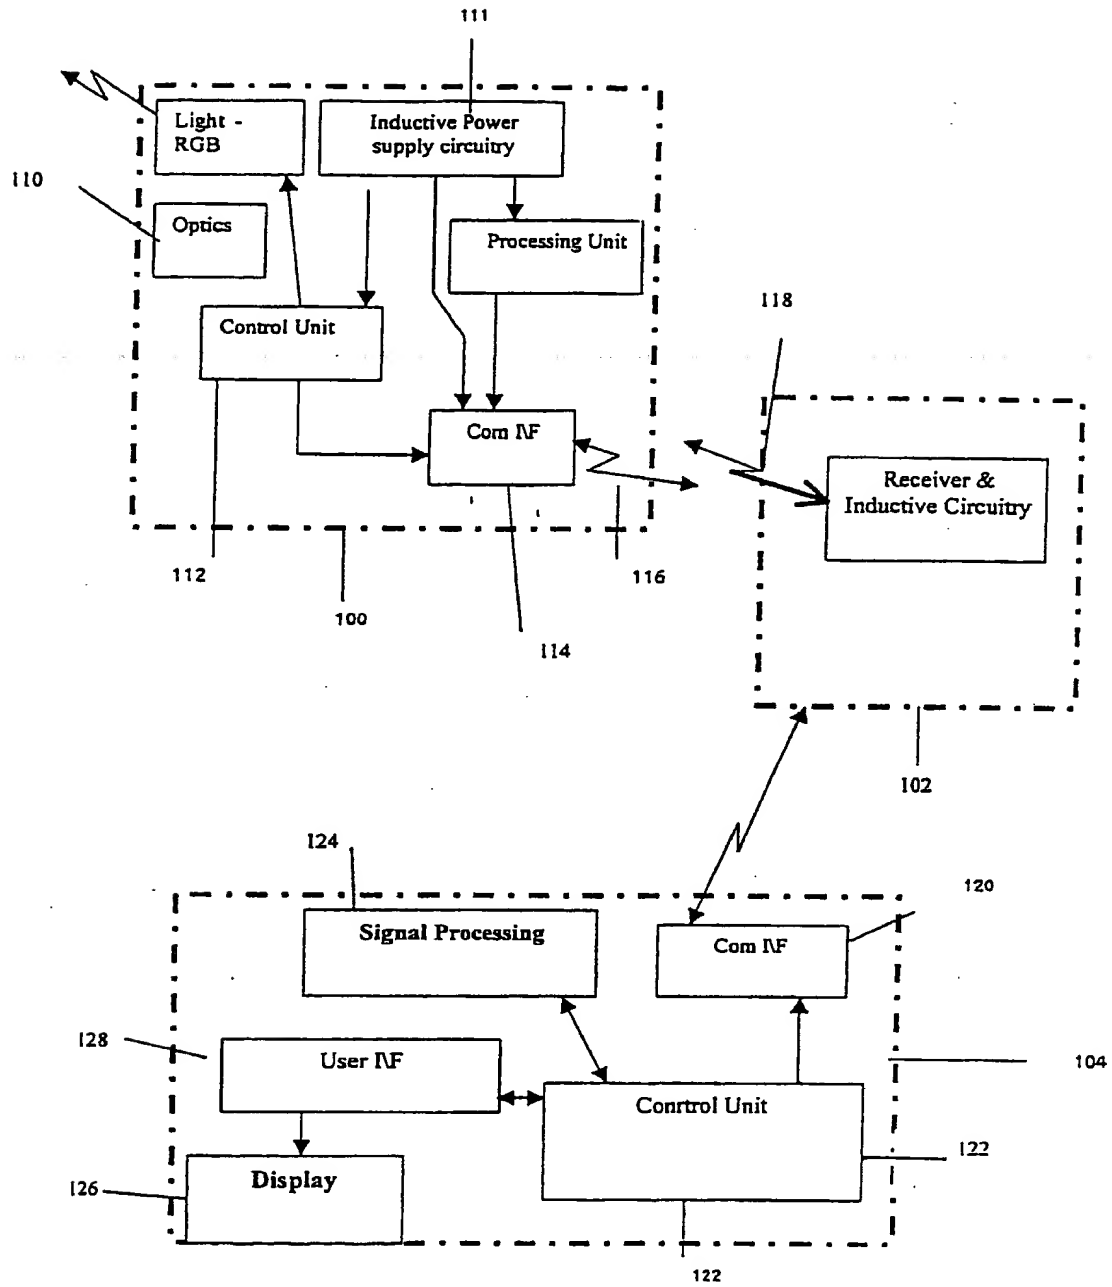 111
Light -
RGB
Inductive Power
supply circuitry
110
Optics
Processing Unit
118
Control Unit
Com I\F
Receiver &
Inductive Circuitry
112
116
100
114
102
124
120
Signal Processing
Com I\F
128
User I\F
104
Conrtrol Unit
122
126
Display
122